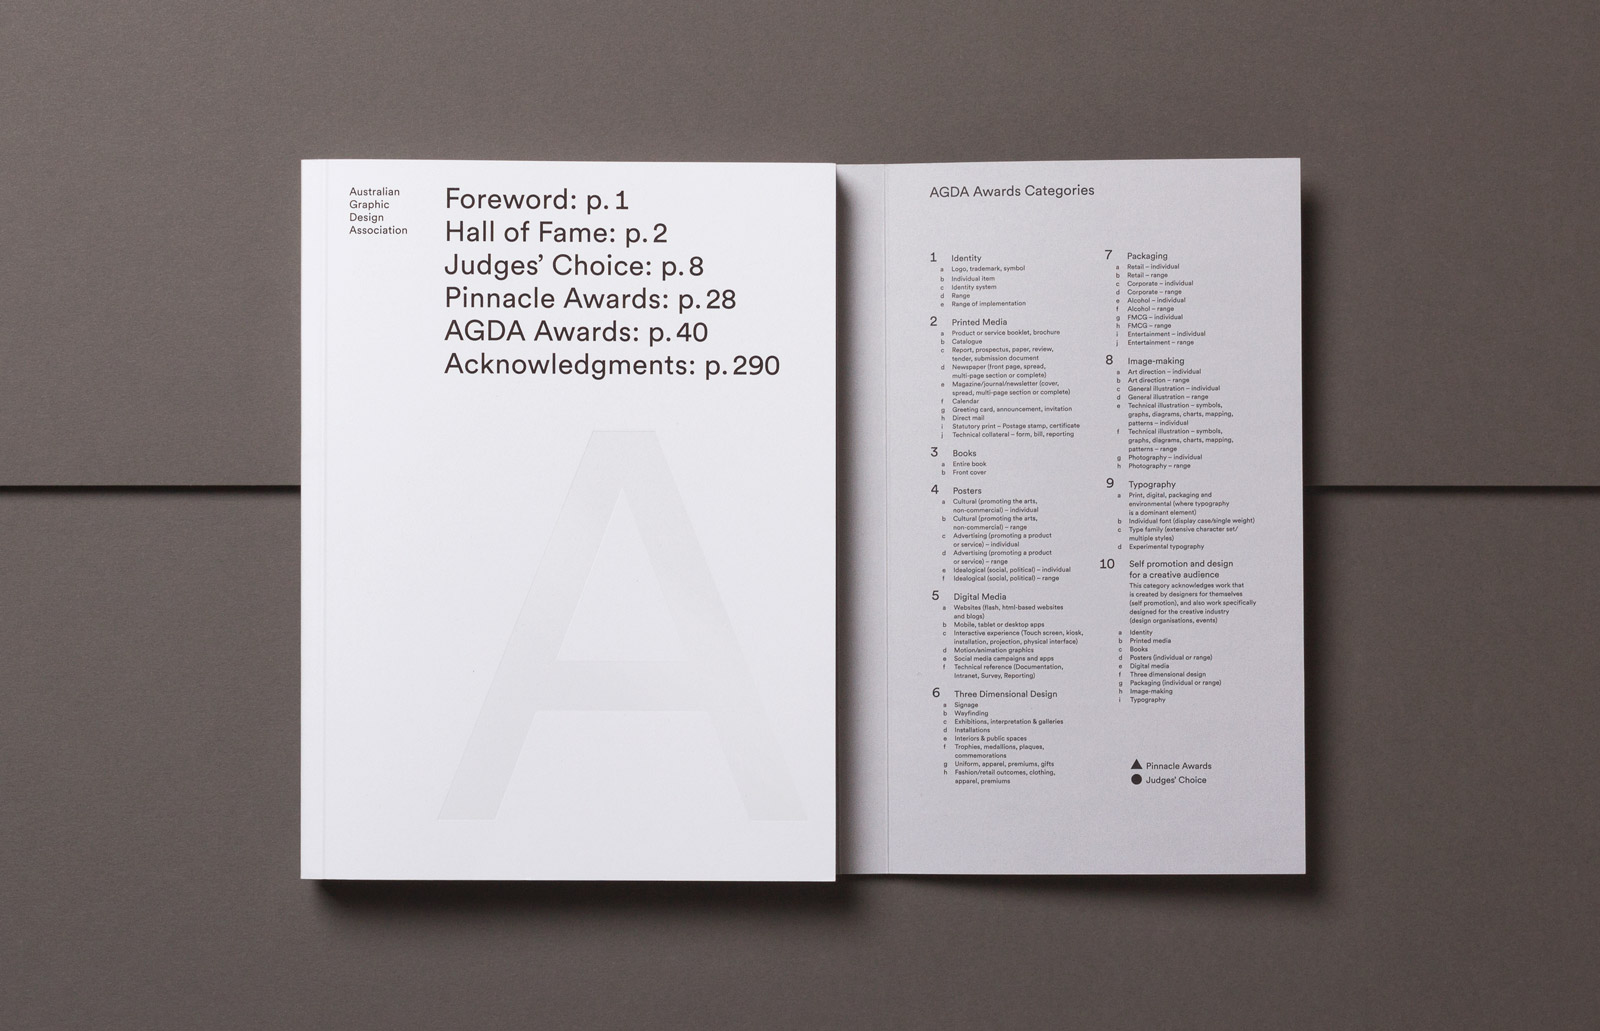 Australian
Graphic
Design
Association
Foreword: p. 1
Hall of Fame: p. 2
Judges’ Choice: p. 8
Pinnacle Awards: p. 28
AGDA Awards: p. 40
Acknowledgments: p. 290
A
AGDA Awards Categories
1 Identity
a Logo, trademark, symbol
b Individual item
c Identity system
d Range
e Range of implementation
2 Printed Media
a Product or service booklet, brochure
b Catalogue
c Report, prospectus, paper, review,
tender, submission document
d Newspaper (front page, spread,
multi-page section or complete)
e Magazine/journal/newsletter (cover,
spread, multi-page section or complete)
f Calendar
g Greeting card, announcement, invitation
h Direct mail
i Statutory print – Postage stamp, certificate
j Technical collateral – form, bill, reporting
3 Books
a Entire book
b Front cover
4 Posters
a Cultural (promoting the arts,
non-commercial) – individual
b Cultural (promoting the arts,
non-commercial) – range
c Advertising (promoting a product
or service) – individual
d Advertising (promoting a product
or service) – range
e Idealogical (social, political) – individual
f Idealogical (social, political) – range
5 Digital Media
a Websites (flash, html-based websites
and blogs)
b Mobile, tablet or desktop apps
c Interactive experience (Touch screen, kiosk,
installation, projection, physical interface)
d Motion/animation graphics
e Social media campaigns and apps
f Technical reference (Documentation,
Intranet, Survey, Reporting)
6 Three Dimensional Design
a Signage
b Wayfinding
c Exhibitions, interpretation & galleries
d Installations
e Interiors & public spaces
f Trophies, medallions, plaques,
commemorations
g Uniform, apparel, premiums, gifts
h Fashion/retail outcomes, clothing,
apparel, premiums
7 Packaging
a Retail – individual
b Retail – range
c Corporate – individual
d Corporate – range
e Alcohol – individual
f Alcohol – range
g FMCG – individual
h FMCG – range
i Entertainment – individual
j Entertainment – range
8 Image-making
a Art direction – individual
b Art direction – range
c General illustration – individual
d General illustration – range
e Technical illustration – symbols,
graphs, diagrams, charts, mapping,
patterns – individual
f Technical illustration – symbols,
graphs, diagrams, charts, mapping,
patterns – range
g Photography – individual
h Photography – range
9 Typography
a Print, digital, packaging and
environmental (where typography
is a dominant element)
b Individual font (display case/single weight)
c Type family (extensive character set/
multiple styles)
d Experimental typography
10 Self promotion and design
for a creative audience
This category acknowledges work that
is created by designers for themselves
(self promotion), and also work specifically
designed for the creative industry
(design organisations, events)
a Identity
b Printed media
c Books
d Posters (individual or range)
e Digital media
f Three dimensional design
g Packaging (individual or range)
h Image-making
i Typography
Pinnacle Awards
Judges’ Choice